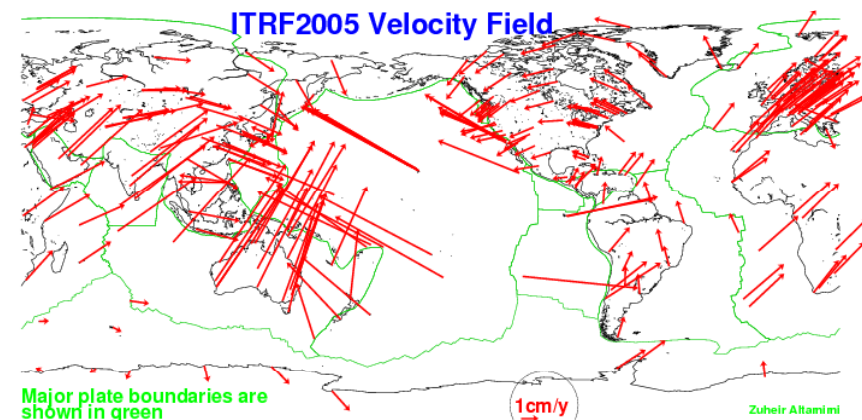 ITRF2005 Velocity Field
Major plate boundaries are
shown in green
1cm/y
Zuheir Altamimi